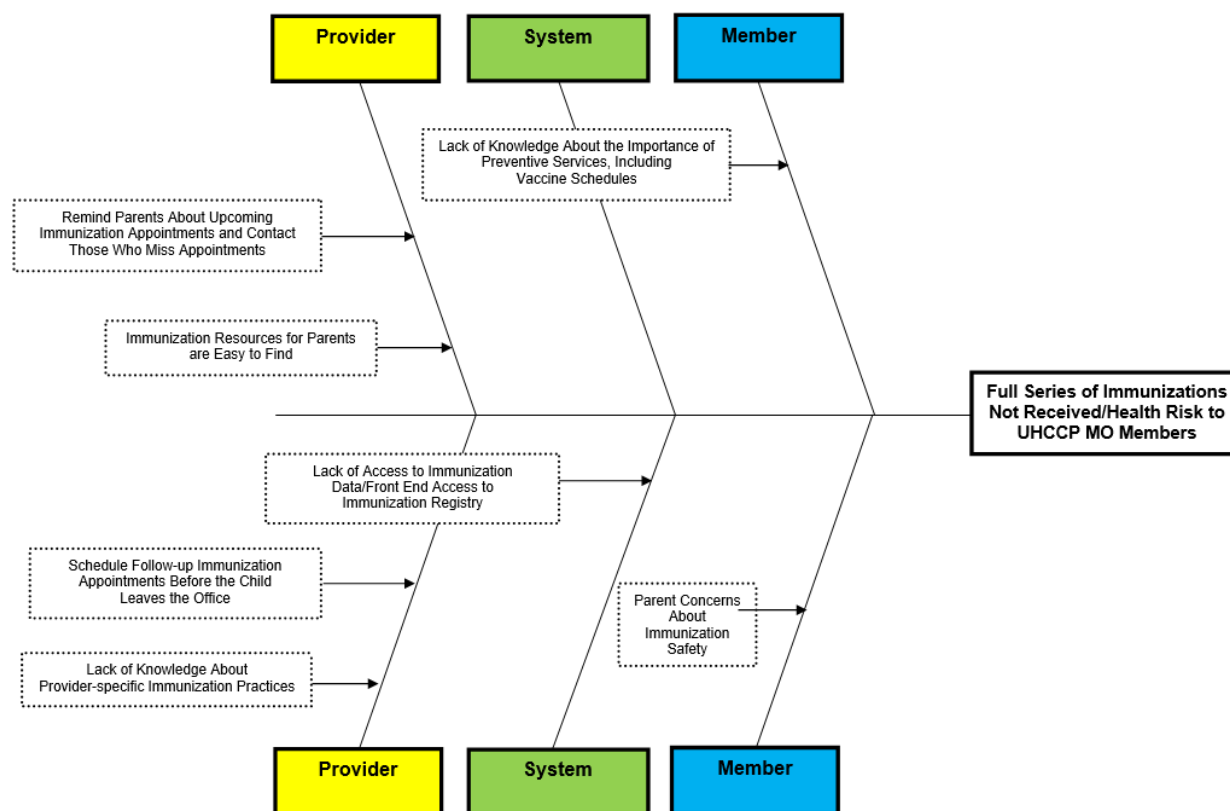 Provider
System
Member
Lack of Knowledge About the Importance of
Preventive Services, Including
Vaccine Schedules
Remind Parents About Upcoming
Immunization Appointments and Contact
Those Who Miss Appointments
Immunization Resources for Parents
are Easy to Find
Full Series of Immunizations
Not Received/Health Risk to
UHCCP MO Members
Lack of Access to Immunization
Data/Front End Access to
Immunization Registry
Schedule Follow-up Immunization
Appointments Before the Child
Leaves the Office
Parent Concerns
About
Immunization
Safety
Lack of Knowledge About
Provider-specific Immunization Practices
Provider
System
Member